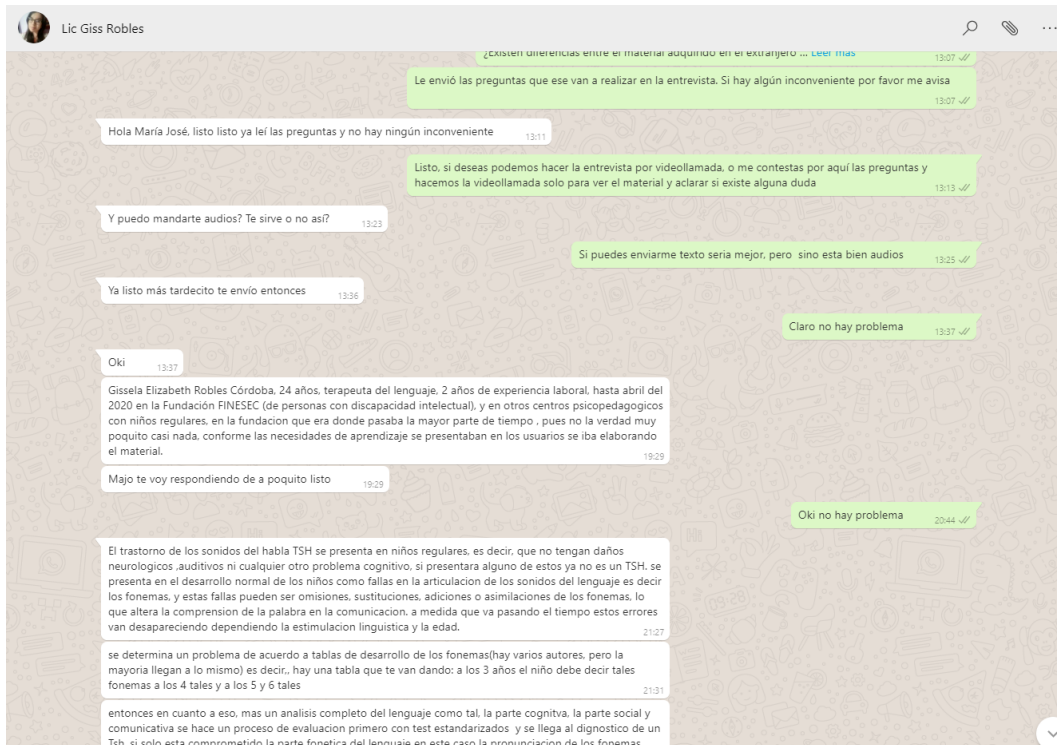 Lic Giss Robles
¿Existen diferencias entre el material adquirido en el extranjero ... Leer más
13:07
Le envió las preguntas que ese van a realizar en la entrevista. Si hay algún inconveniente por favor me avisa
13:07
Hola María José, listo listo ya leí las preguntas y no hay ningún inconveniente 13:11
Listo, si deseas podemos hacer la entrevista por videollamada, o me contestas por aquí las preguntas y
hacemos la videollamada solo para ver el material y aclarar si existe alguna duda 13:13
Y puedo mandarte audios? Te sirve o no así? 13:23
Si puedes enviarme texto seria mejor, pero sino esta bien audios 13:25
Ya listo más tardecito te envío entonces 13:36
Claro no hay problema 13:37
Oki 13:37
Gissela Elizabeth Robles Córdoba, 24 años, terapeuta del lenguaje, 2 años de experiencia laboral, hasta abril del
2020 en la Fundación FINESEC (de personas con discapacidad intelectual), y en otros centros psicopedagogicos
con niños regulares, en la fundacion que era donde pasaba la mayor parte de tiempo , pues no la verdad muy
poquito casi nada, conforme las necesidades de aprendizaje se presentaban en los usuarios se iba elaborando
el material. 19:29
Majo te voy respondiendo de a poquito listo 19:29
Oki no hay problema 20:44
El trastorno de los sonidos del habla TSH se presenta en niños regulares, es decir, que no tengan daños
neurologicos ,auditivos ni cualquier otro problema cognitivo, si presentara alguno de estos ya no es un TSH. se
presenta en el desarrollo normal de los niños como fallas en la articulacion de los sonidos del lenguaje es decir
los fonemas, y estas fallas pueden ser omisiones, sustituciones, adiciones o asimilaciones de los fonemas, lo
que altera la comprension de la palabra en la comunicacion. a medida que va pasando el tiempo estos errores
van desapareciendo dependiendo la estimulacion linguistica y la edad. 21:27
se determina un problema de acuerdo a tablas de desarrollo de los fonemas(hay varios autores, pero la
mayoria llegan a lo mismo) es decir,, hay una tabla que te van dando: a los 3 años el niño debe decir tales
fonemas a los 4 tales y a los 5 y 6 tales 21:31
entonces en cuanto a eso, mas un analisis completo del lenguaje como tal, la parte cognitva, la parte social y
comunicativa se hace un proceso de evaluacion primero con test estandarizados y se llega al dignostico de un
Tsh, si solo esta comprometido la parte fonetica del lenguaje en este caso la pronunciacion de los fonemas